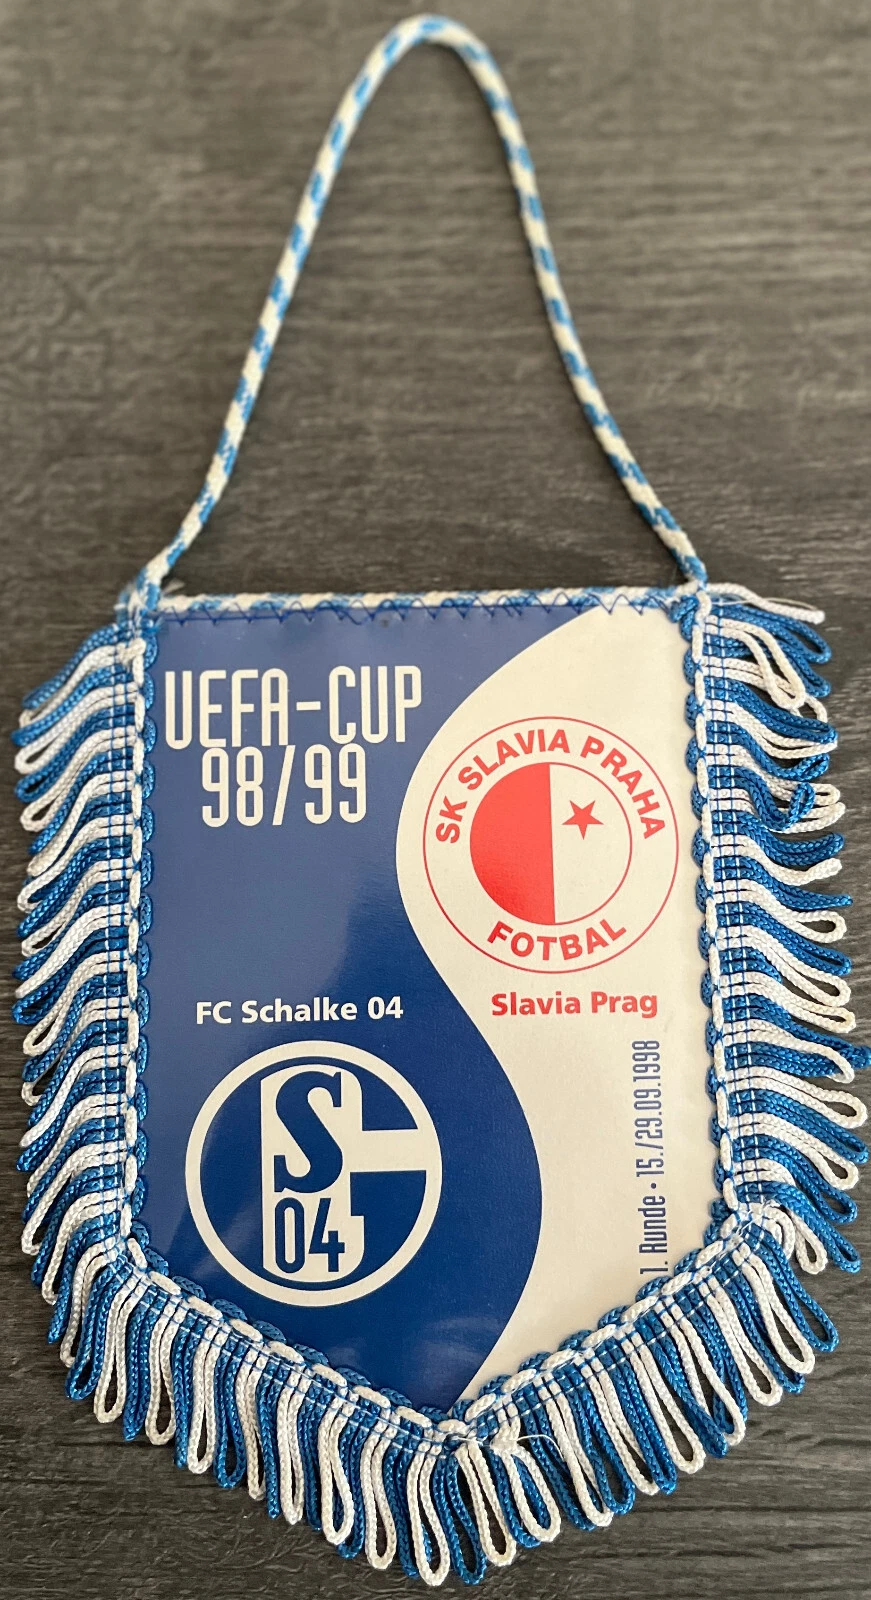 UEFA-CUP
98/99
SK SLAVIA PRAHA
FOTBAL
FC Schalke 04
Slavia Prag
S
04
1. Runde • 15./29.09.1998